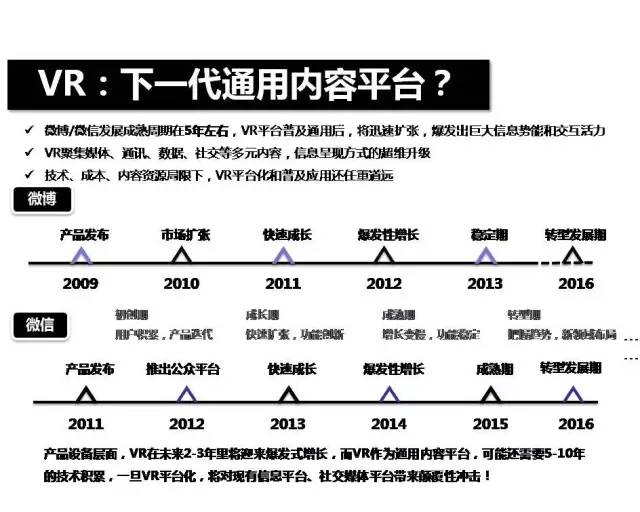 VR：下一代通用内容平台？
✓ 微博/微信发展成熟周期在5年左右，VR平台普及通用后，将迅速扩张，爆发出巨大信息势能和交互活力
✓ VR聚集媒体、通讯、数据、社交等多元内容，信息呈现方式的超维升级
✓ 技术、成本、内容资源局限下，VR平台化和普及应用还任重道远
微博
产品发布 市场扩张 快速成长 爆发性增长 稳定期 转型发展期
2009 2010 2011 2012 2013 2016
微信
初创期 成长期 成熟期 转型期
用户积累，产品迭代 快速扩张，功能创新 增长变慢，功能稳定 把握趋势，新领域布局
产品发布 推出公众平台 快速成长 爆发性增长 成熟期 转型发展期
2011 2012 2013 2014 2015 2016
产品设备层面，VR在未来2-3年里将迎来爆发式增长，而VR作为通用内容平台，可能还需要5-10年
的技术积累，一旦VR平台化，将对现有信息平台、社交媒体平台带来颠覆性冲击！